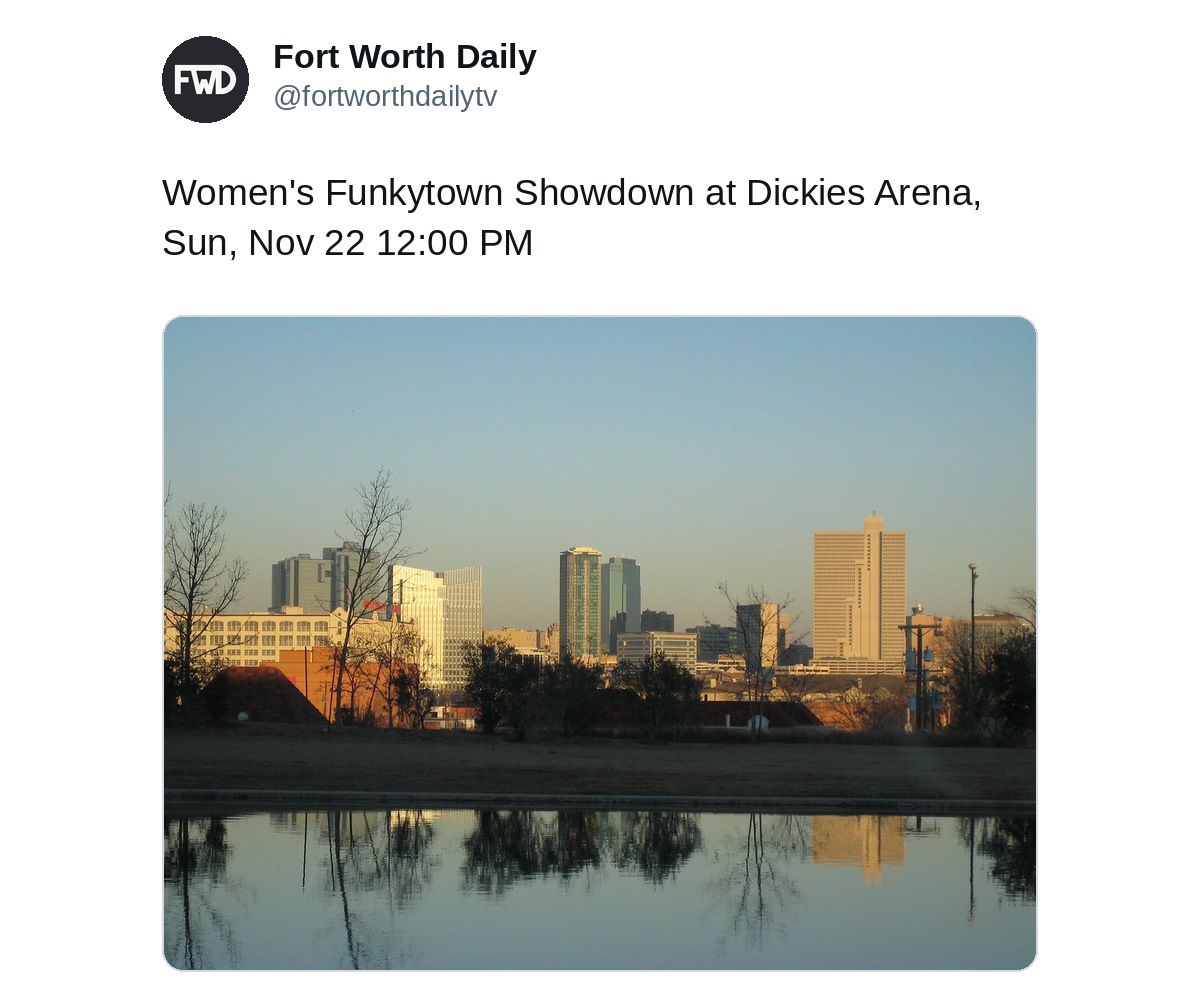 FWD
Fort Worth Daily
@fortworthdailytv
Women's Funkytown Showdown at Dickies Arena,
Sun, Nov 22 12:00 PM